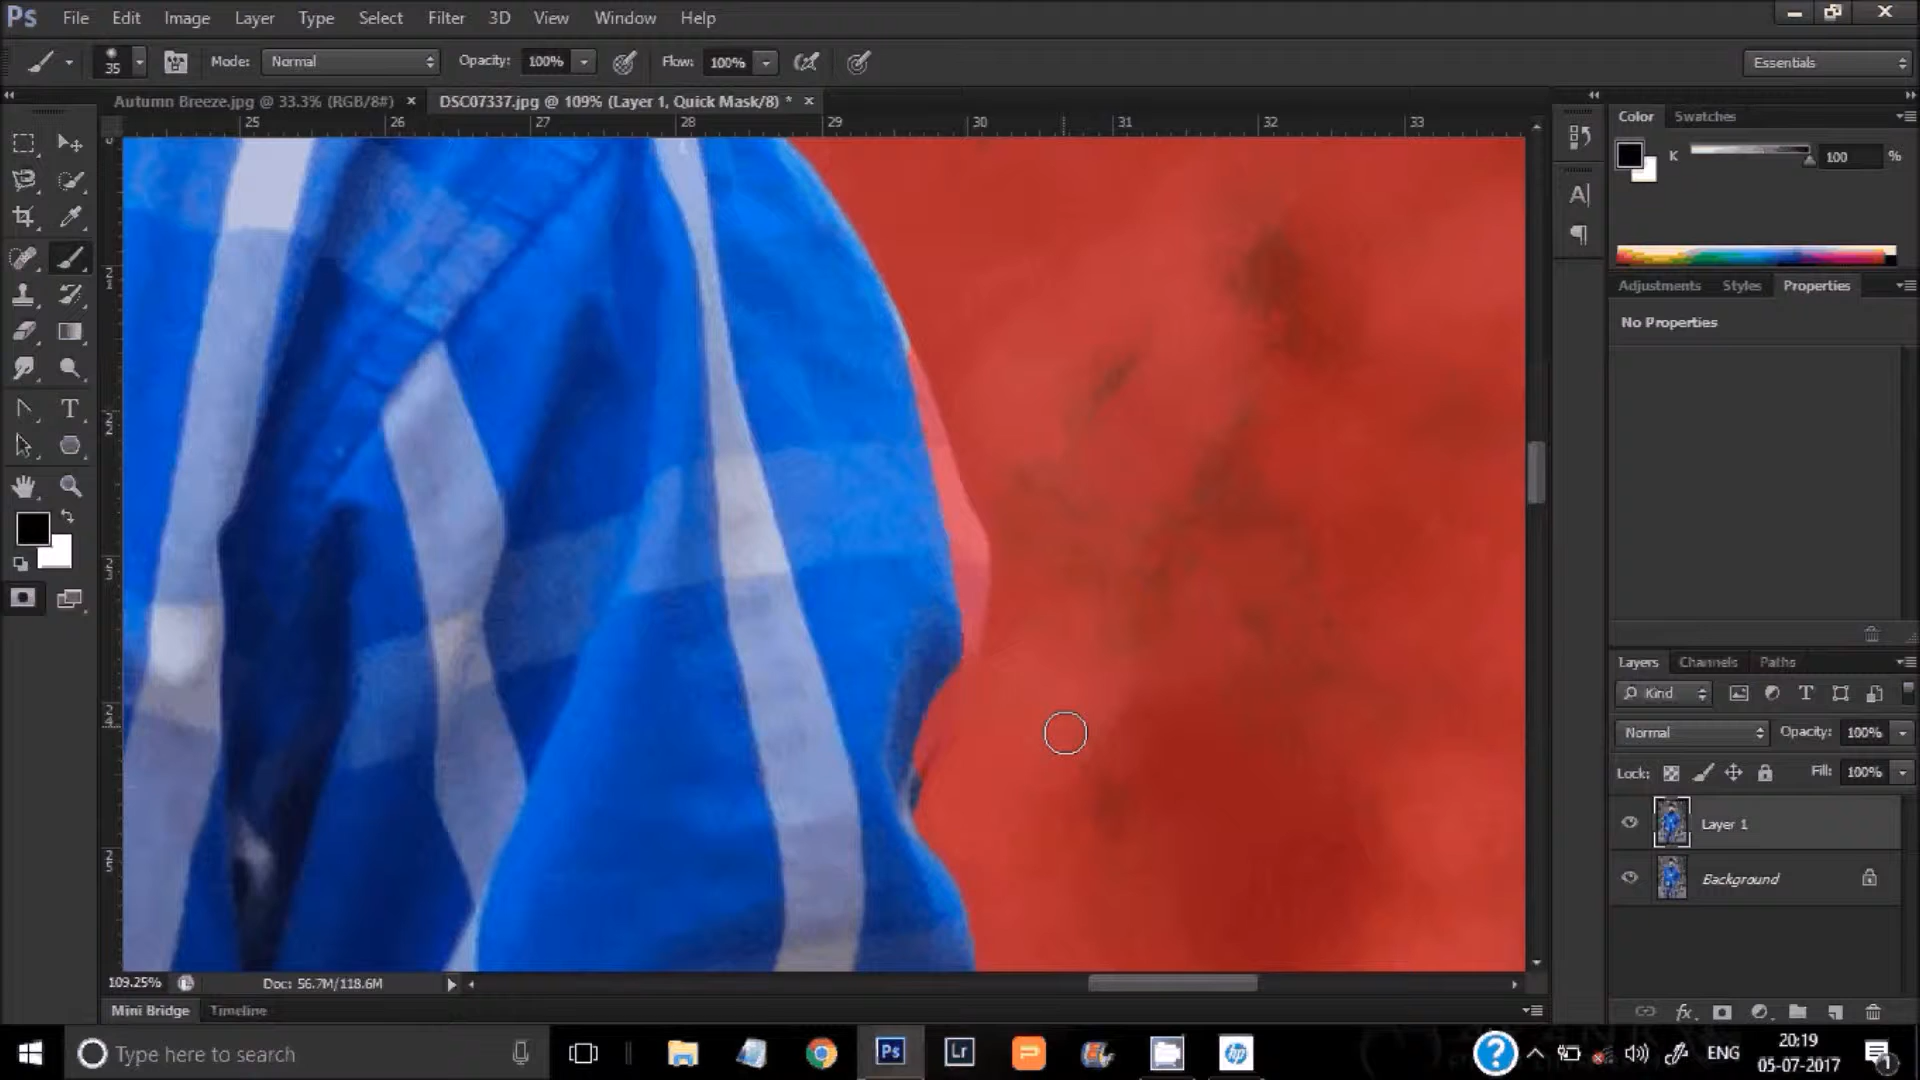 Ps File Edit Image Layer Type Select Filter 3D View Window Help
35 Mode: Normal Opacity: 100% Flow: 100% Essentials
Autumn Breeze.jpg @ 33.3% (RGB/8#) × DSC07337.jpg @ 109% (Layer 1, Quick Mask/8) * ×
25 26 27 28 29 30 31 32 33
Color Swatches
K 100 %
Adjustments Styles Properties
No Properties
Layers Channels Paths
Kind
Normal Opacity: 100%
Lock: Fill: 100%
Layer 1
Background
109.25% Doc: 56.7M/118.6M
Mini Bridge Timeline
Type here to search
Ps Lr hp ENG
20:19
05-07-2017